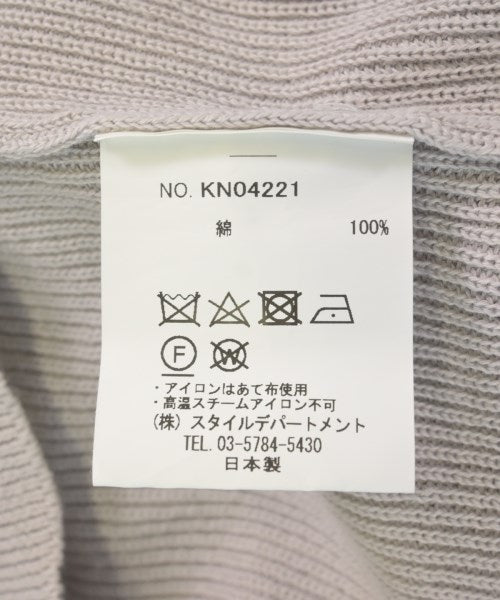 NO. KN04221
綿 100%
F W
・アイロンはあて布使用
・高温スチームアイロン不可
(株) スタイルデパートメント
TEL. 03-5784-5430
日本製